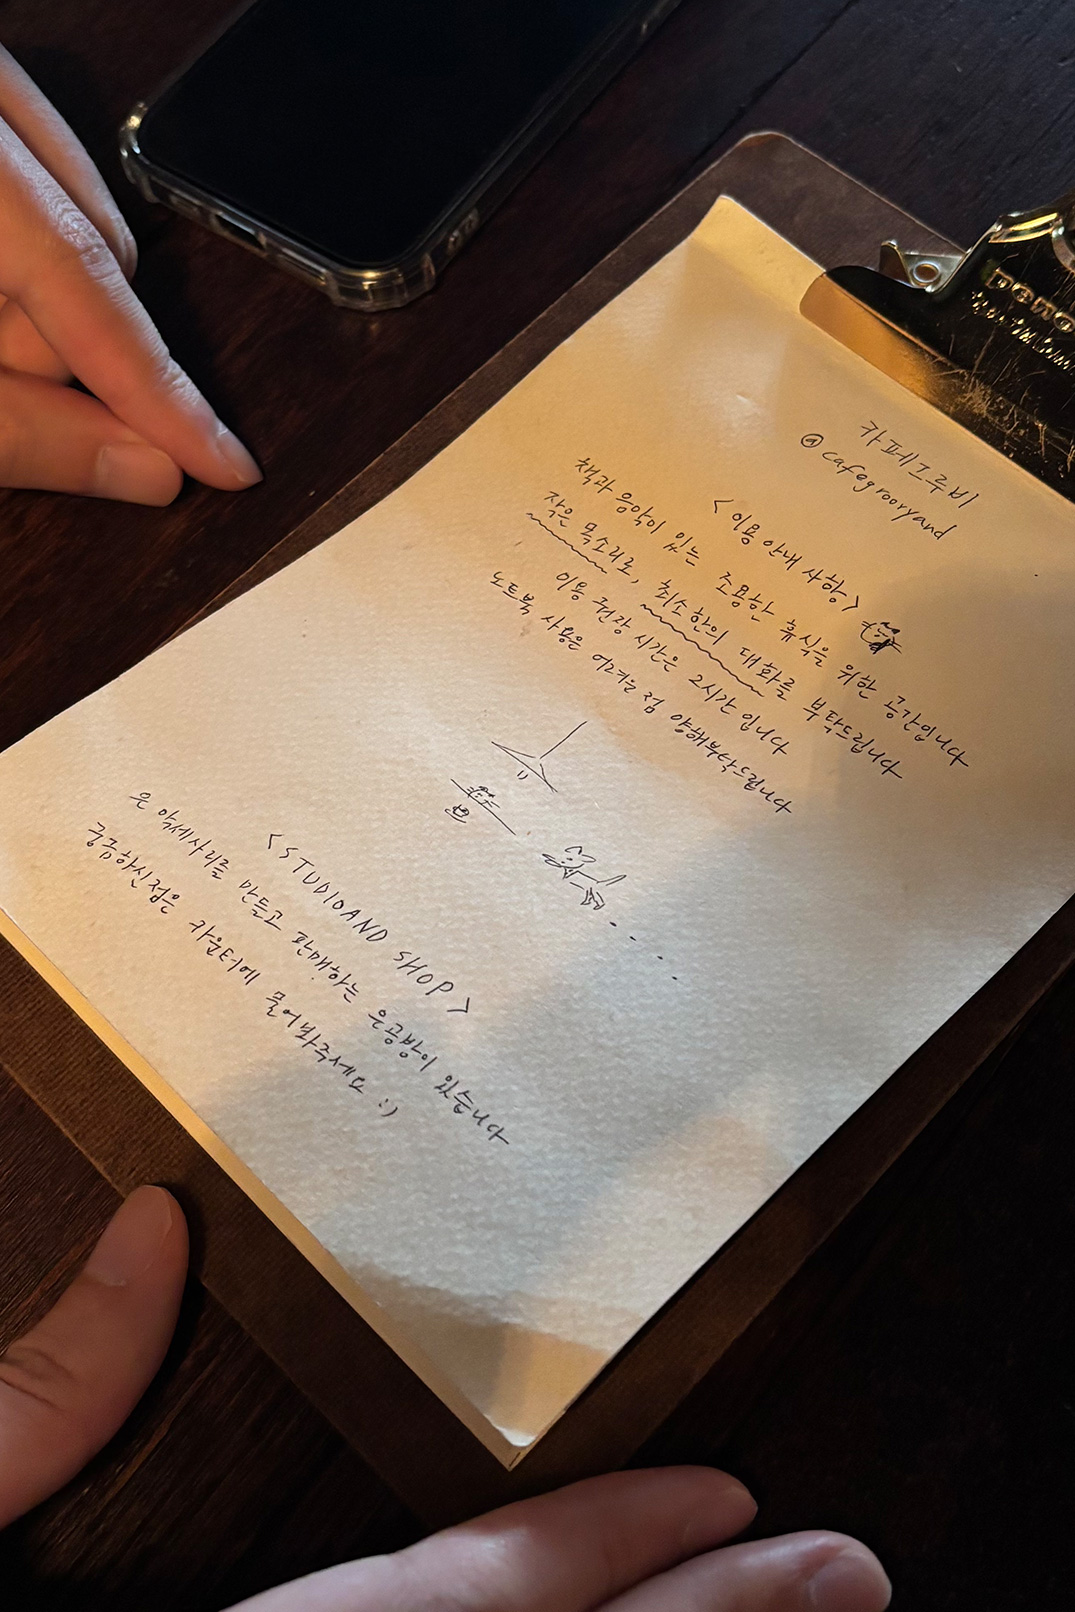 카페그루비
@cafegroovyand
<이용 안내 사항>
책과 음악이 있는 조용한 휴식을 위한 공간입니다
작은 목소리로, 최소한의 대화를 부탁드립니다
이용 권장 시간은 2시간 입니다
노트북 사용은 어려운 점 양해부탁드립니다
<STUDIOAND SHOP>
은 악세사리를 만들고 판매하는 은공방이 있습니다
궁금하신점은 카운터에 물어봐주세요 :)